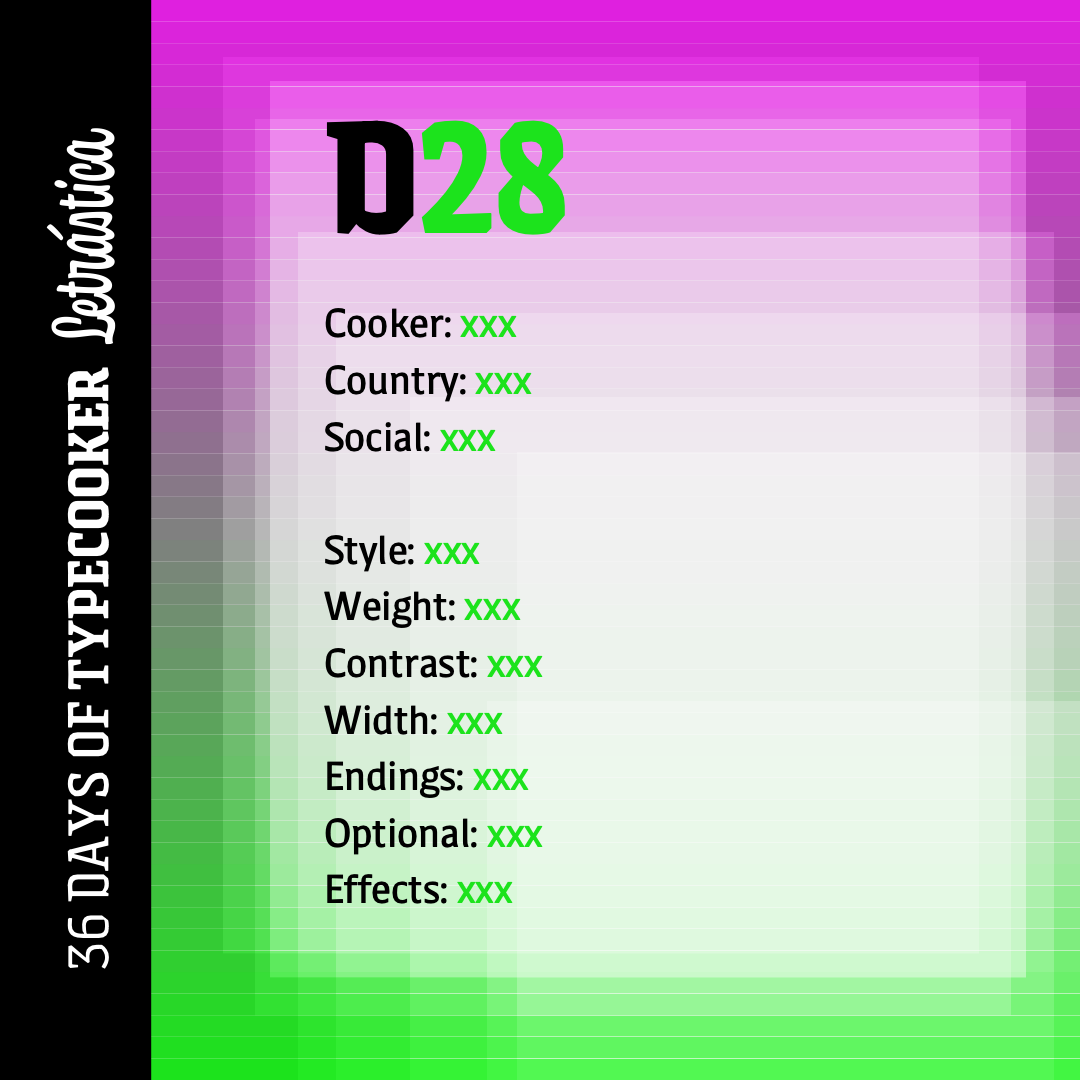 36 DAYS OF TYPECOOKER Letrástica
D28
Cooker: xxx
Country: xxx
Social: xxx
Style: xxx
Weight: xxx
Contrast: xxx
Width: xxx
Endings: xxx
Optional: xxx
Effects: xxx